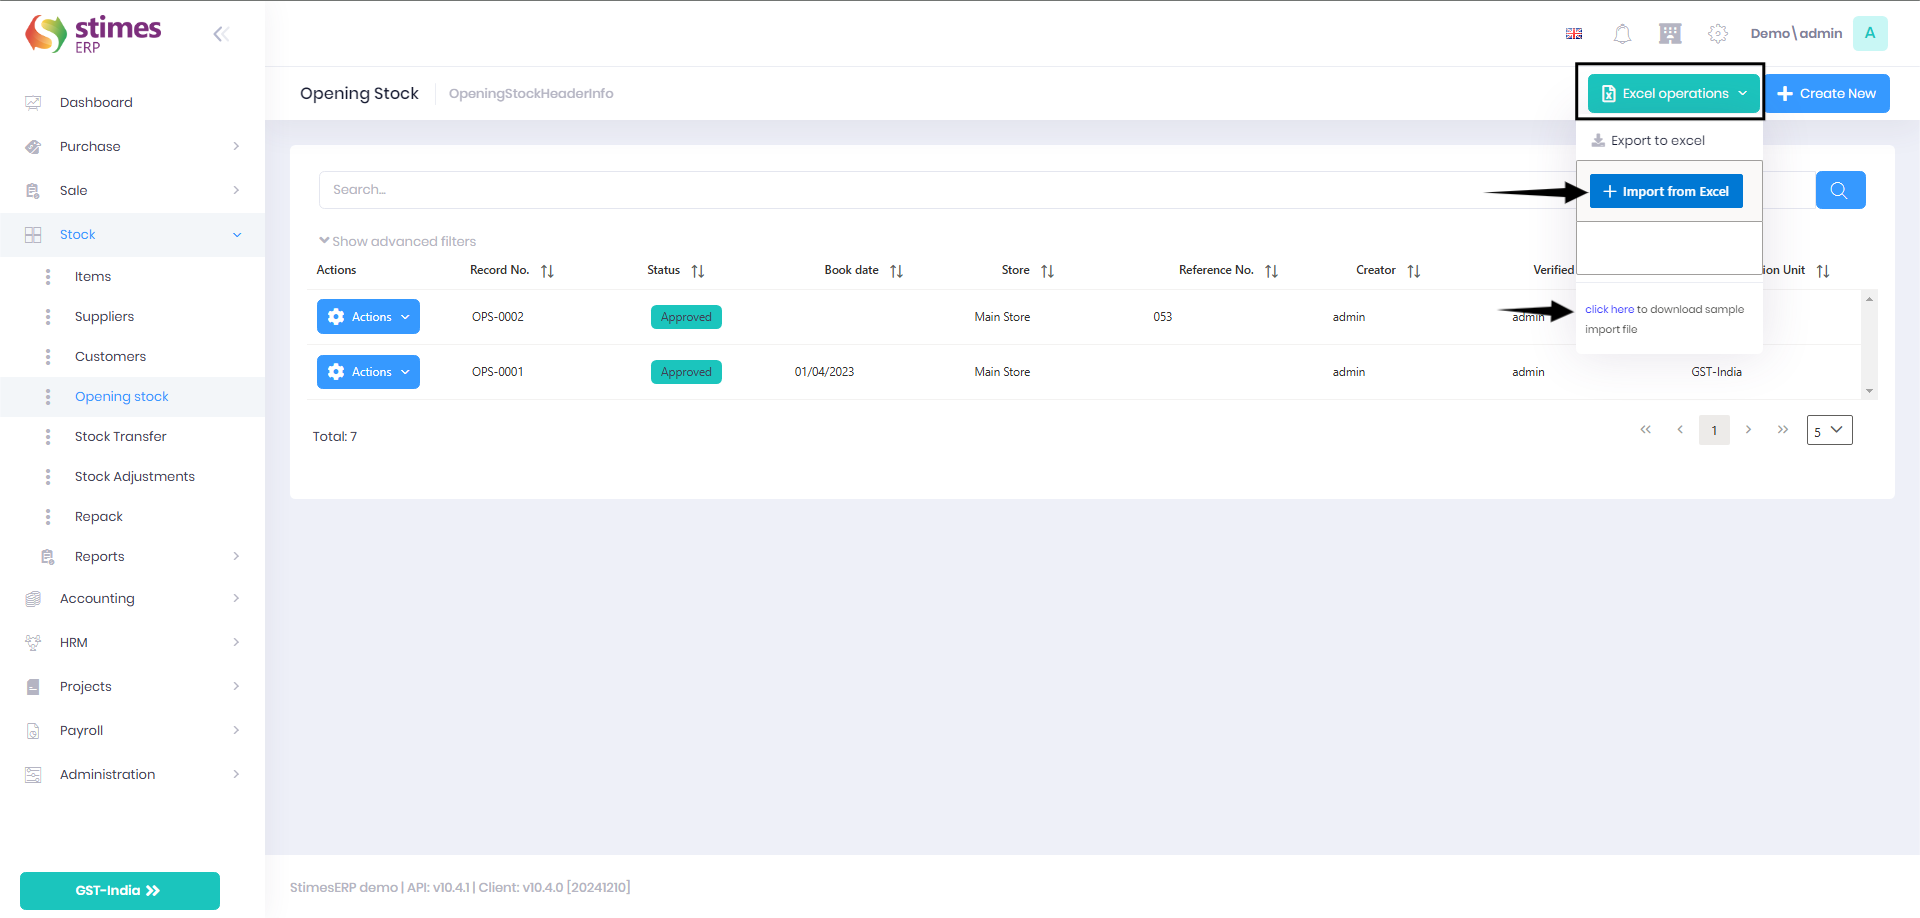 stimes
ERP
Demo\admin
A
Opening Stock
OpeningStockHeaderInfo
Excel operations
Create New
Export to excel
Import from Excel
click here to download sample
import file
Dashboard
Purchase
Sale
Stock
Items
Suppliers
Customers
Opening stock
Stock Transfer
Stock Adjustments
Repack
Reports
Accounting
HRM
Projects
Payroll
Administration
GST-India
Search...
Show advanced filters
Actions Record No. Status Book date Store Reference No. Creator Verified ion Unit
Actions OPS-0002 Approved Main Store 053 admin admin
Actions OPS-0001 Approved 01/04/2023 Main Store admin admin GST-India
Total: 7
1
5
StimesERP demo | API: v10.4.1 | Client: v10.4.0 [20241210]